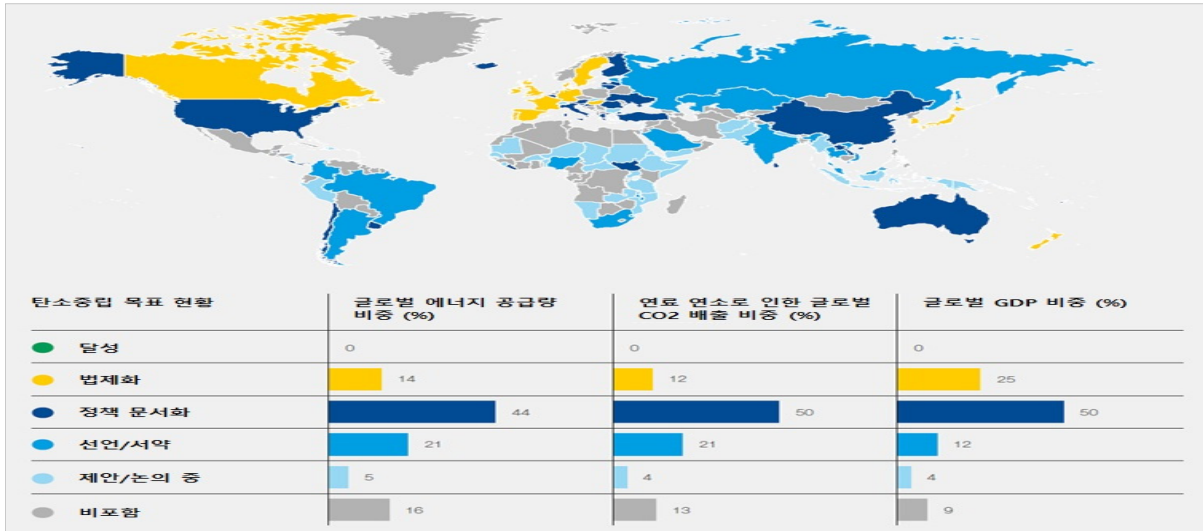 탄소중립 목표 현황
글로벌 에너지 공급량
비중 (%)
연료 연소로 인한 글로벌
CO2 배출 비중 (%)
글로벌 GDP 비중 (%)
달성 0 0 0
법제화 14 12 25
정책 문서화 44 50 50
선언/서약 21 21 12
제안/논의 중 5 4 4
비포함 16 13 9